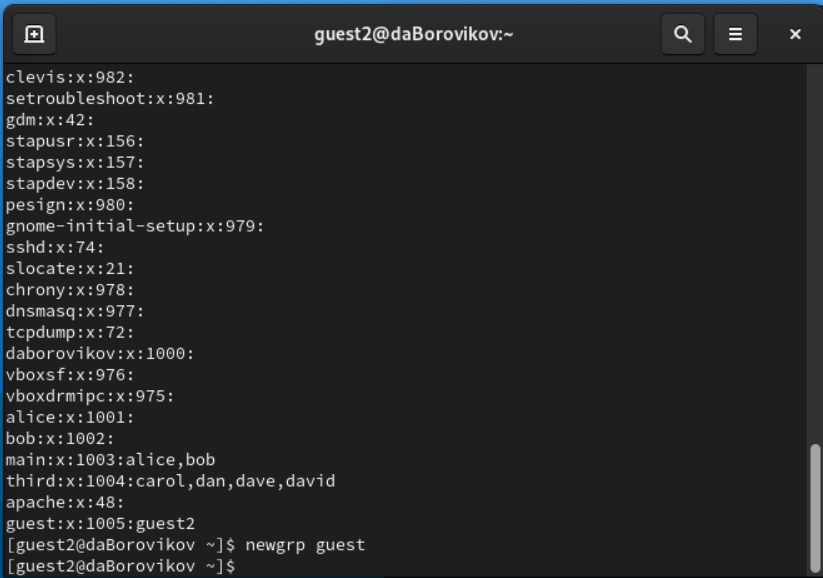 guest2@daBorovikov:~
clevis:x:982:
setroubleshoot:x:981:
gdm:x:42:
stapusr:x:156:
stapsys:x:157:
stapdev:x:158:
pesign:x:980:
gnome-initial-setup:x:979:
sshd:x:74:
slocate:x:21:
chrony:x:978:
dnsmasq:x:977:
tcpdump:x:72:
daborovikov:x:1000:
vboxsf:x:976:
vboxdrmipc:x:975:
alice:x:1001:
bob:x:1002:
main:x:1003:alice,bob
third:x:1004:carol,dan,dave,david
apache:x:48:
guest:x:1005:guest2
[guest2@daBorovikov ~]$ newgrp guest
[guest2@daBorovikov ~]$